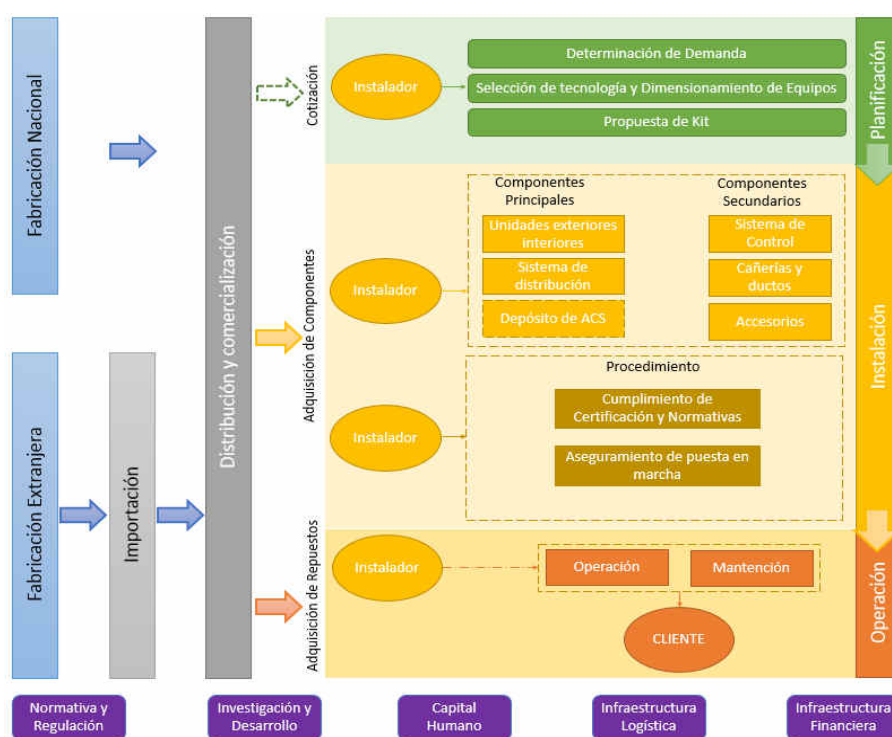 Fabricación Nacional
Fabricación Extranjera
Importación
Distribución y comercialización
Cotización
Instalador
Determinación de Demanda
Selección de tecnología y Dimensionamiento de Equipos
Propuesta de Kit
Planificación
Adquisición de Componentes
Instalador
Componentes
Principales
Unidades exteriores
interiores
Sistema de
distribución
Depósito de ACS
Componentes
Secundarios
Sistema de
Control
Cañerías y
ductos
Accesorios
Instalación
Instalador
Procedimiento
Cumplimiento de
Certificación y Normativas
Aseguramiento de puesta en
marcha
Adquisición de Repuestos
Instalador
Operación
Mantención
CLIENTE
Operación
Normativa y
Regulación
Investigación y
Desarrollo
Capital
Humano
Infraestructura
Logística
Infraestructura
Financiera